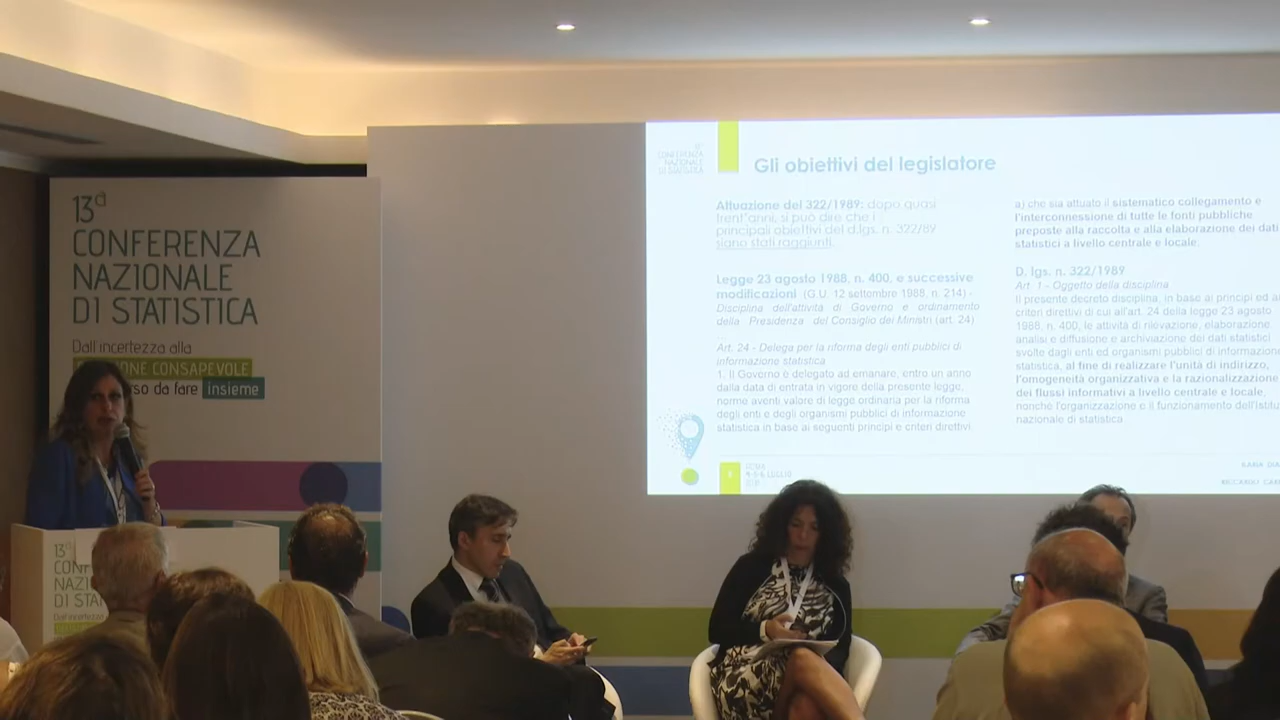 13ª
CONFERENZA
NAZIONALE
DI STATISTICA
Dall'incertezza alla
CONSAPEVOLE
da fare insieme
13ª
DI
13ª
CONFERENZA
NAZIONALE
DI STATISTICA
Gli obiettivi del legislatore
Attuazione del 322/1989: dopo quasi
trent'anni, si può dire che i
principali obiettivi del d.lgs. n. 322/89
siano stati raggiunti.
Legge 23 agosto 1988, n. 400, e successive
modificazioni (G.U. 12 settembre 1988, n. 214) -
Disciplina dell'attività di Governo e ordinamento
della Presidenza del Consiglio dei Ministri (art. 24)
Art. 24 - Delega per la riforma degli enti pubblici di
informazione statistica
1. Il Governo è delegato ad emanare, entro un anno
dalla data di entrata in vigore della presente legge,
norme aventi valore di legge ordinaria per la riforma
degli enti e degli organismi pubblici di informazione
statistica in base ai seguenti principi e criteri direttivi
a) che sia attuato il sistematico collegamento e
l'interconnessione di tutte le fonti pubbliche
preposte alla raccolta e alla elaborazione dei dati
statistici a livello centrale e locale.
D. lgs. n. 322/1989
Art. 1 - Oggetto della disciplina
Il presente decreto disciplina, in base ai principi ed ai
criteri direttivi di cui all'art. 24 della legge 23 agosto
1988, n. 400, le attività di rilevazione, elaborazione
analisi e diffusione e archiviazione dei dati statistici
svolte dagli enti ed organismi pubblici di informazione
statistica, al fine di realizzare l'unità di indirizzo,
l'omogeneità organizzativa e la razionalizzazione
dei flussi informativi a livello centrale e locale,
nonché l'organizzazione e il funzionamento dell'Istituto
nazionale di statistica
ROMA
4-5-6 LUGLIO